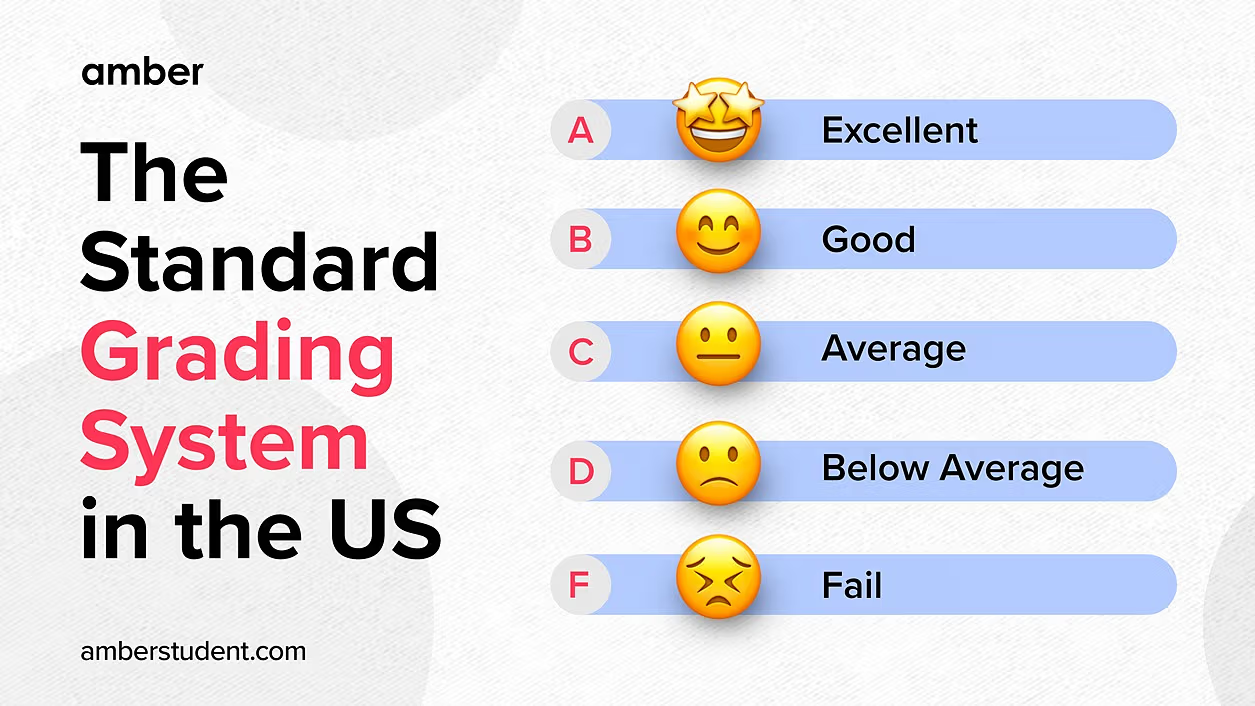 amber
The
Standard
Grading
System
in the US
amberstudent.com
A Excellent
B Good
C Average
D Below Average
F Fail